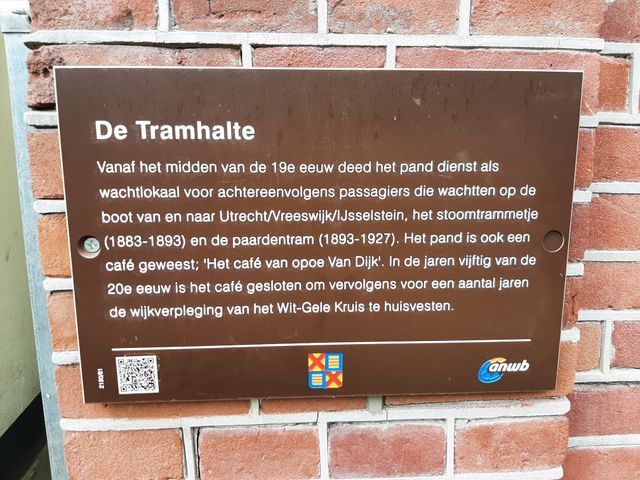 De Tramhalte
Vanaf het midden van de 19e eeuw deed het pand dienst als
wachtlokaal voor achtereenvolgens passagiers die wachtten op de
boot van en naar Utrecht/Vreeswijk/IJsselstein, het stoomtrammetje
(1883-1893) en de paardentram (1893-1927). Het pand is ook een
café geweest; 'Het café van opoe Van Dijk'. In de jaren vijftig van de
20e eeuw is het café gesloten om vervolgens voor een aantal jaren
de wijkverpleging van het Wit-Gele Kruis te huisvesten.
anwb